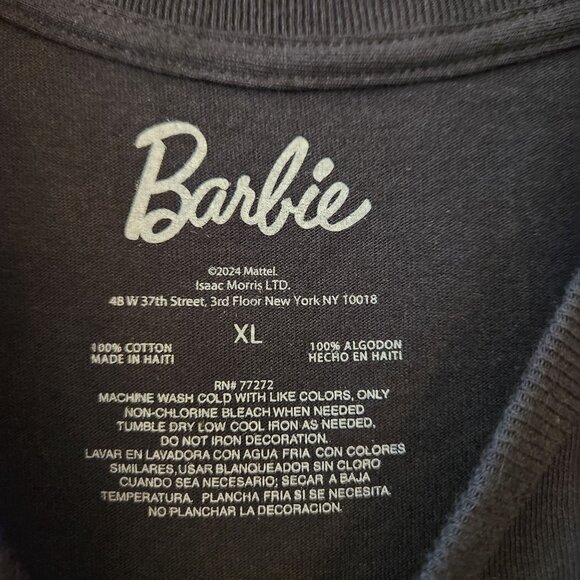 Barbie
©2024 Mattel.
Isaac Morris LTD.
48 W 37th Street, 3rd Floor New York NY 10018
XL
100% COTTON
MADE IN HAITI
100% ALGODON
HECHO EN HAITI
RN# 77272
MACHINE WASH COLD WITH LIKE COLORS, ONLY
NON-CHLORINE BLEACH WHEN NEEDED
TUMBLE DRY LOW COOL IRON AS NEEDED,
DO NOT IRON DECORATION.
LAVAR EN LAVADORA CON AGUA FRIA CON COLORES
SIMILARES, USAR BLANQUEADOR SIN CLORO
CUANDO SEA NECESARIO; SECAR A BAJA
TEMPERATURA. PLANCHA FRIA SI SE NECESITA
NO PLANCHAR LA DECORACION.